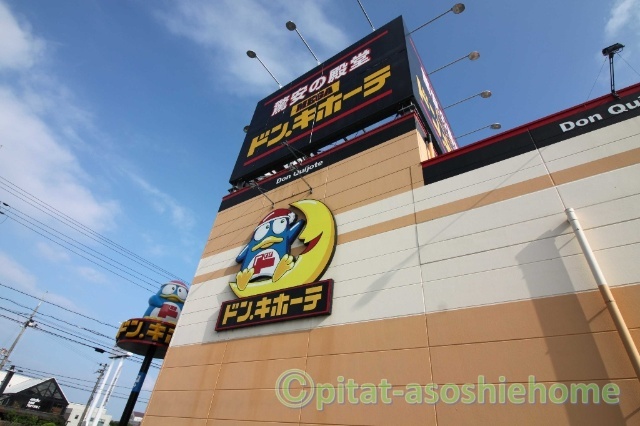 驚安の殿堂
MEGA
ドン.キホーテ
Don Quijote
Don Quijote
ドン.キホーテ
ドン.キホーテ
©pitat-asoshiehome